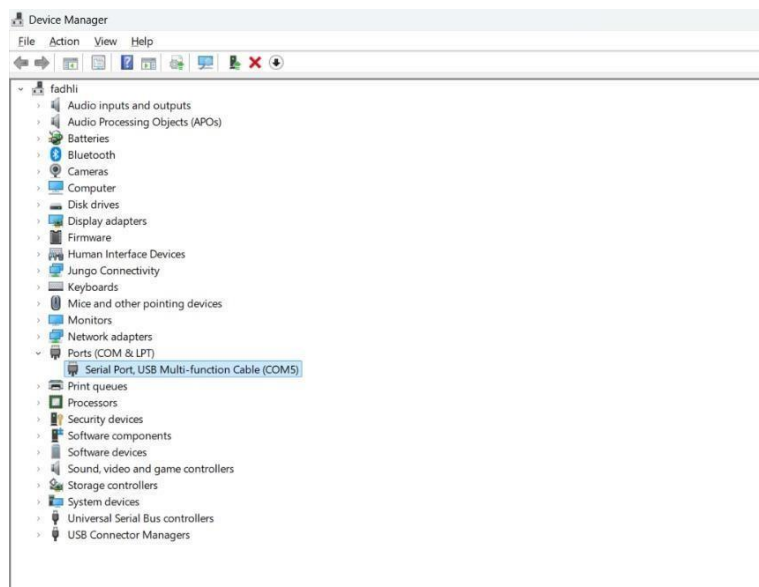 Device Manager
File Action View Help
fadhli
Audio inputs and outputs
Audio Processing Objects (APOs)
Batteries
Bluetooth
Cameras
Computer
Disk drives
Display adapters
Firmware
Human Interface Devices
Jungo Connectivity
Keyboards
Mice and other pointing devices
Monitors
Network adapters
Ports (COM & LPT)
Serial Port, USB Multi-function Cable (COM5)
Print queues
Processors
Security devices
Software components
Software devices
Sound, video and game controllers
Storage controllers
System devices
Universal Serial Bus controllers
USB Connector Managers